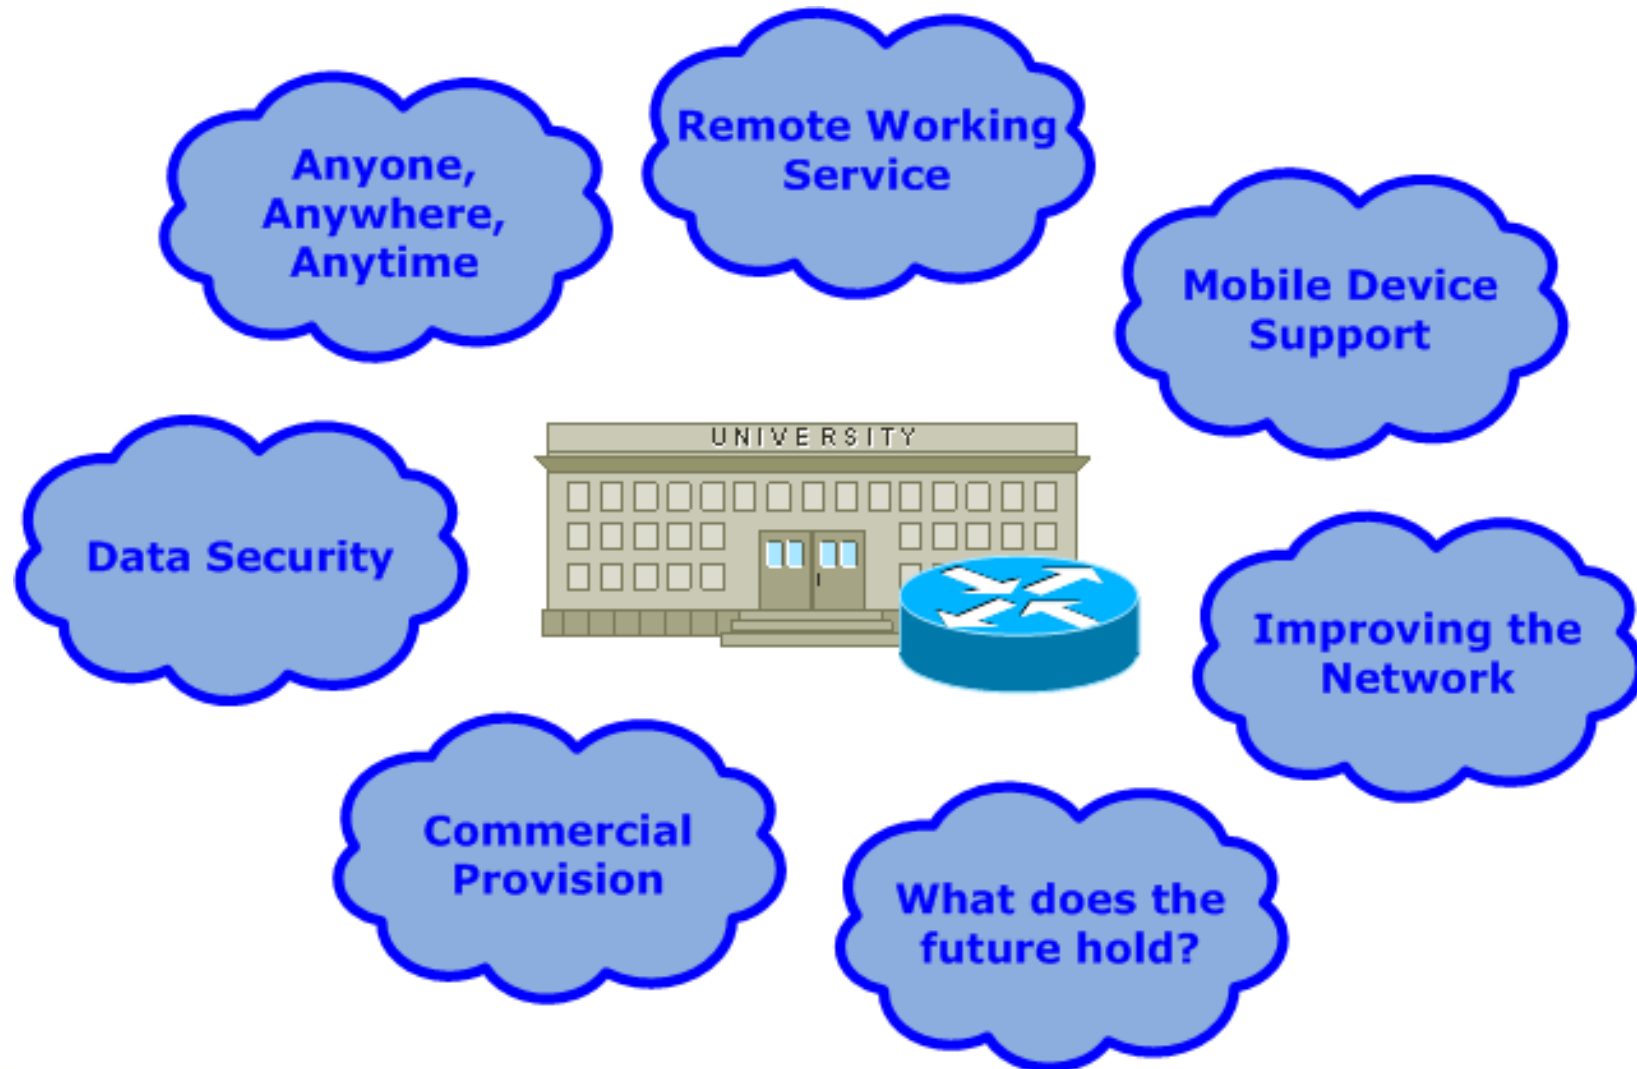 Anyone,
Anywhere,
Anytime
Remote Working
Service
Mobile Device
Support
UNIVERSITY
Data Security
Improving the
Network
Commercial
Provision
What does the
future hold?